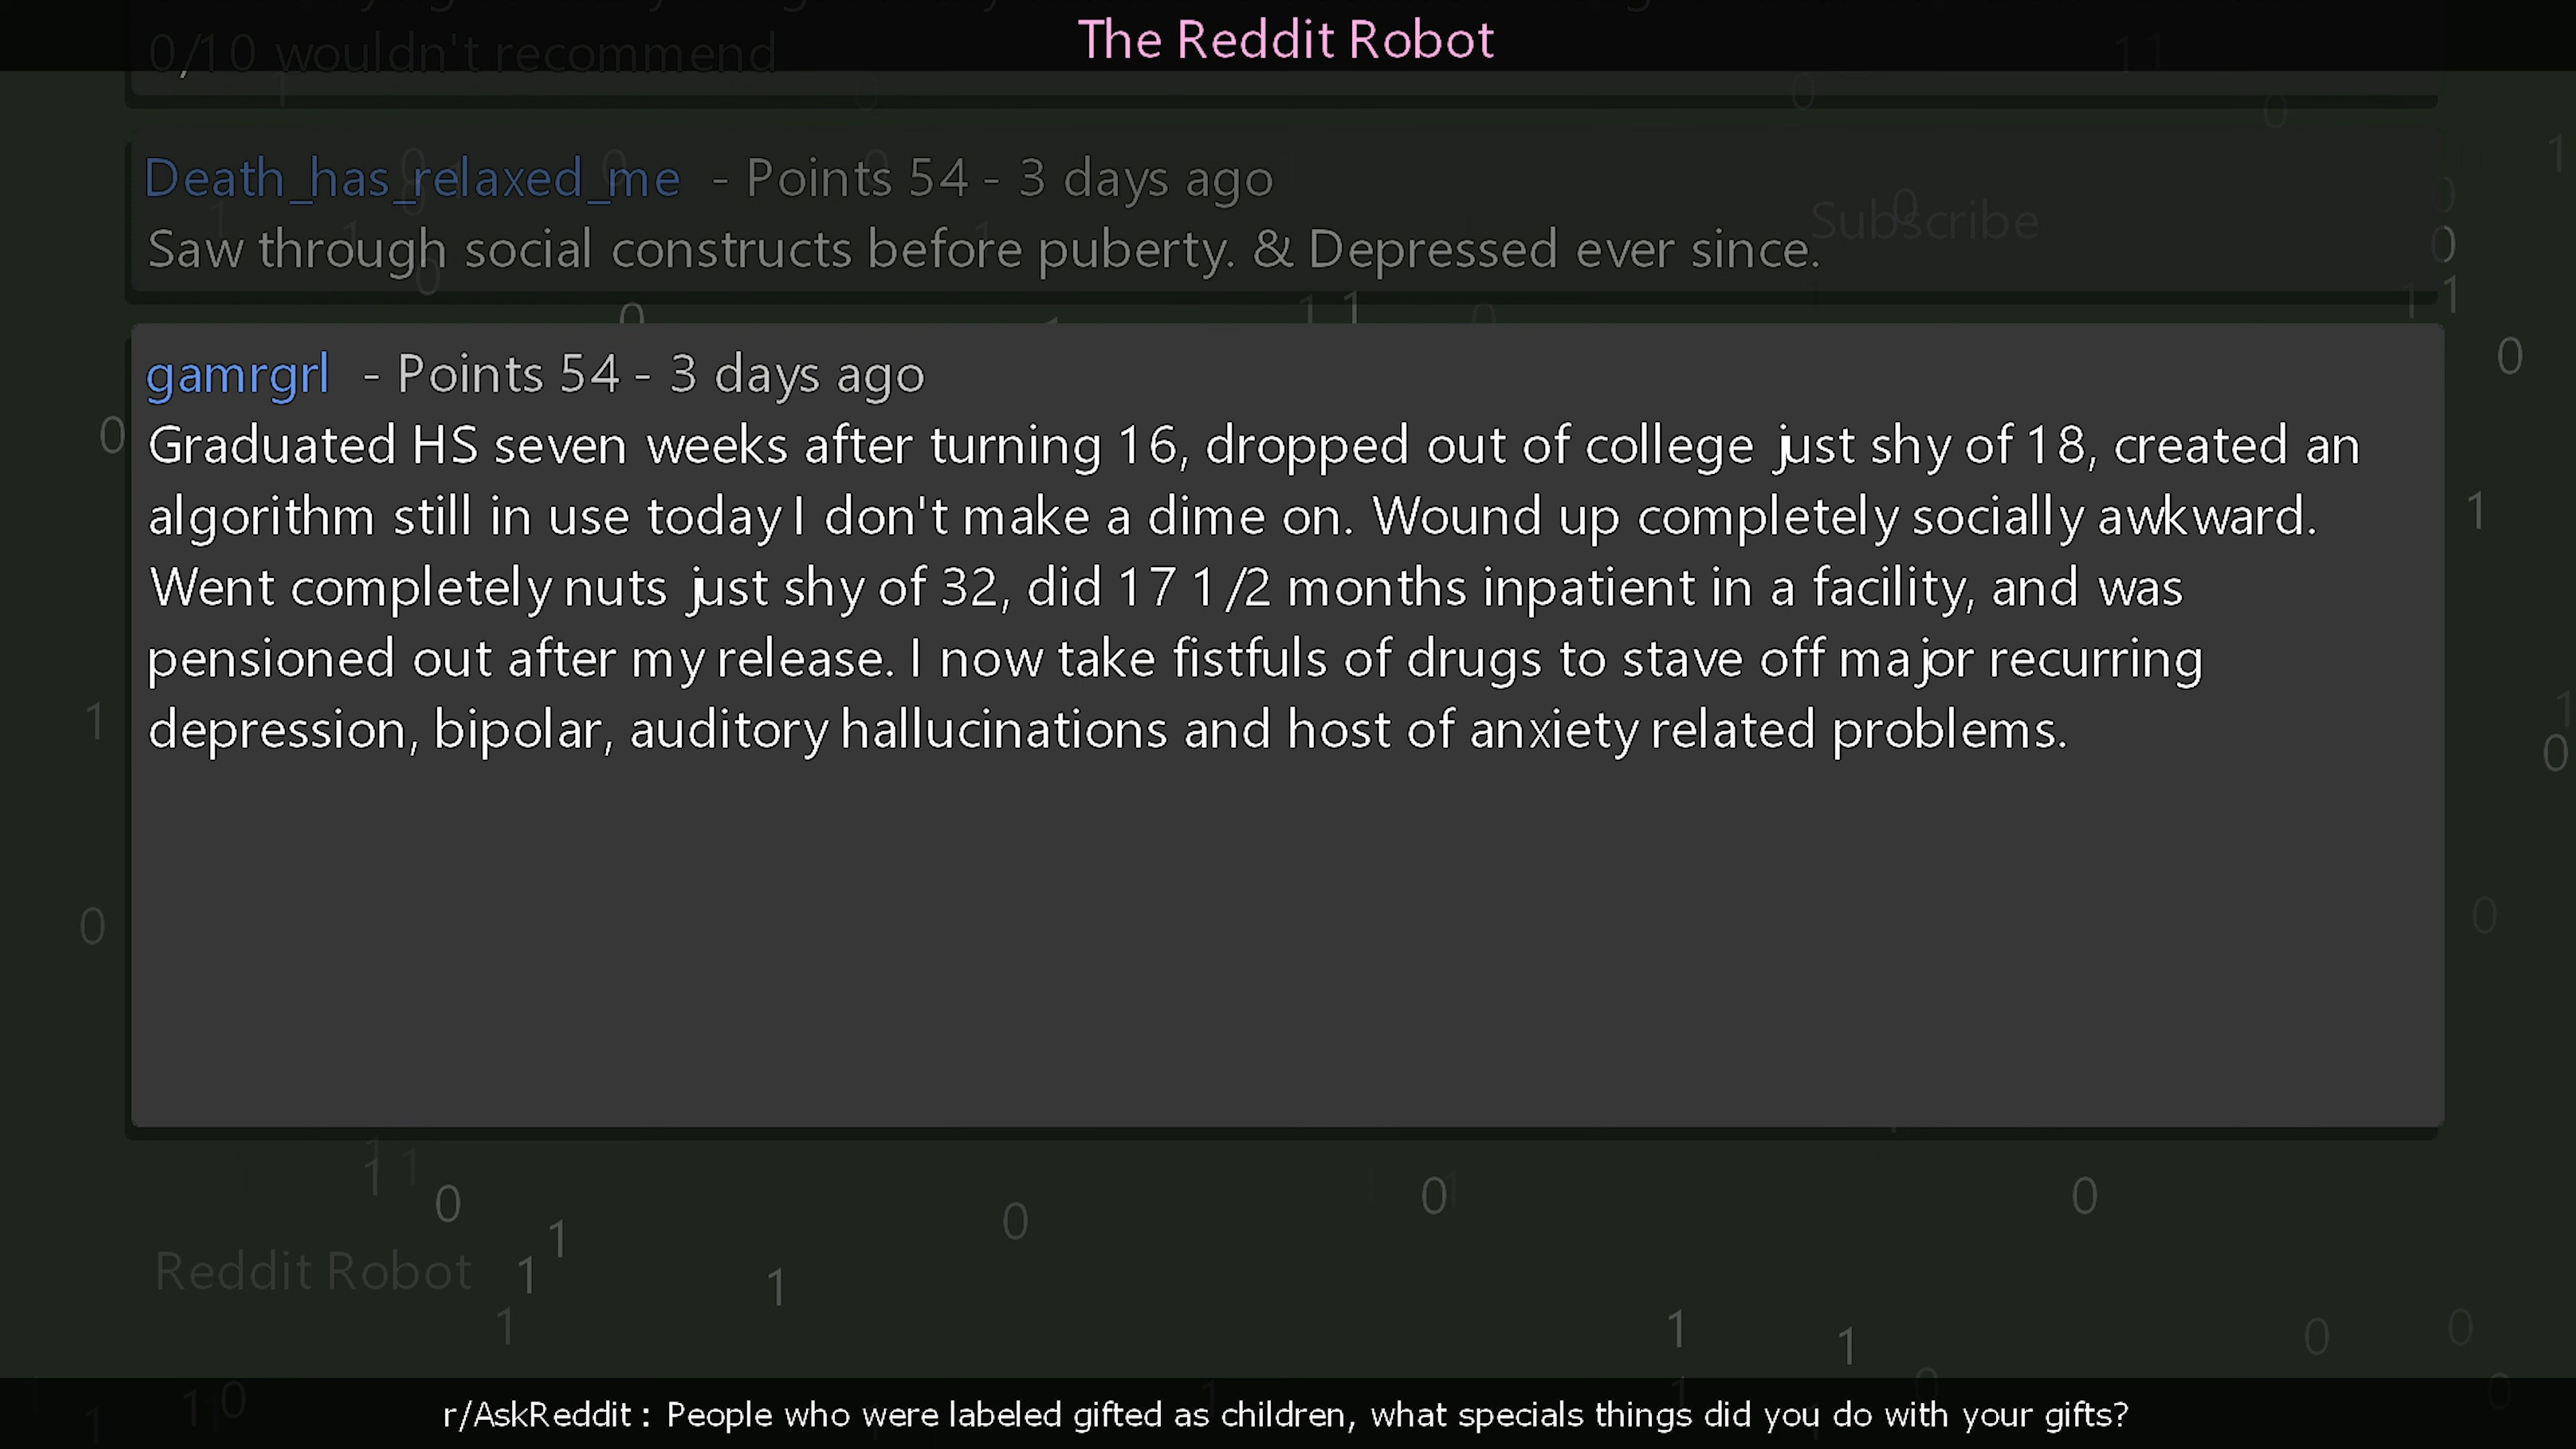 The Reddit Robot
0/10 wouldn't recommend
Death_has_relaxed_me - Points 54 - 3 days ago
Subscribe
Saw through social constructs before puberty. & Depressed ever since.
gamrgrl - Points 54 - 3 days ago
Graduated HS seven weeks after turning 16, dropped out of college just shy of 18, created an
algorithm still in use today I don't make a dime on. Wound up completely socially awkward.
Went completely nuts just shy of 32, did 17 1/2 months inpatient in a facility, and was
pensioned out after my release. I now take fistfuls of drugs to stave off major recurring
depression, bipolar, auditory hallucinations and host of anxiety related problems.
Reddit Robot
r/AskReddit : People who were labeled gifted as children, what specials things did you do with your gifts?